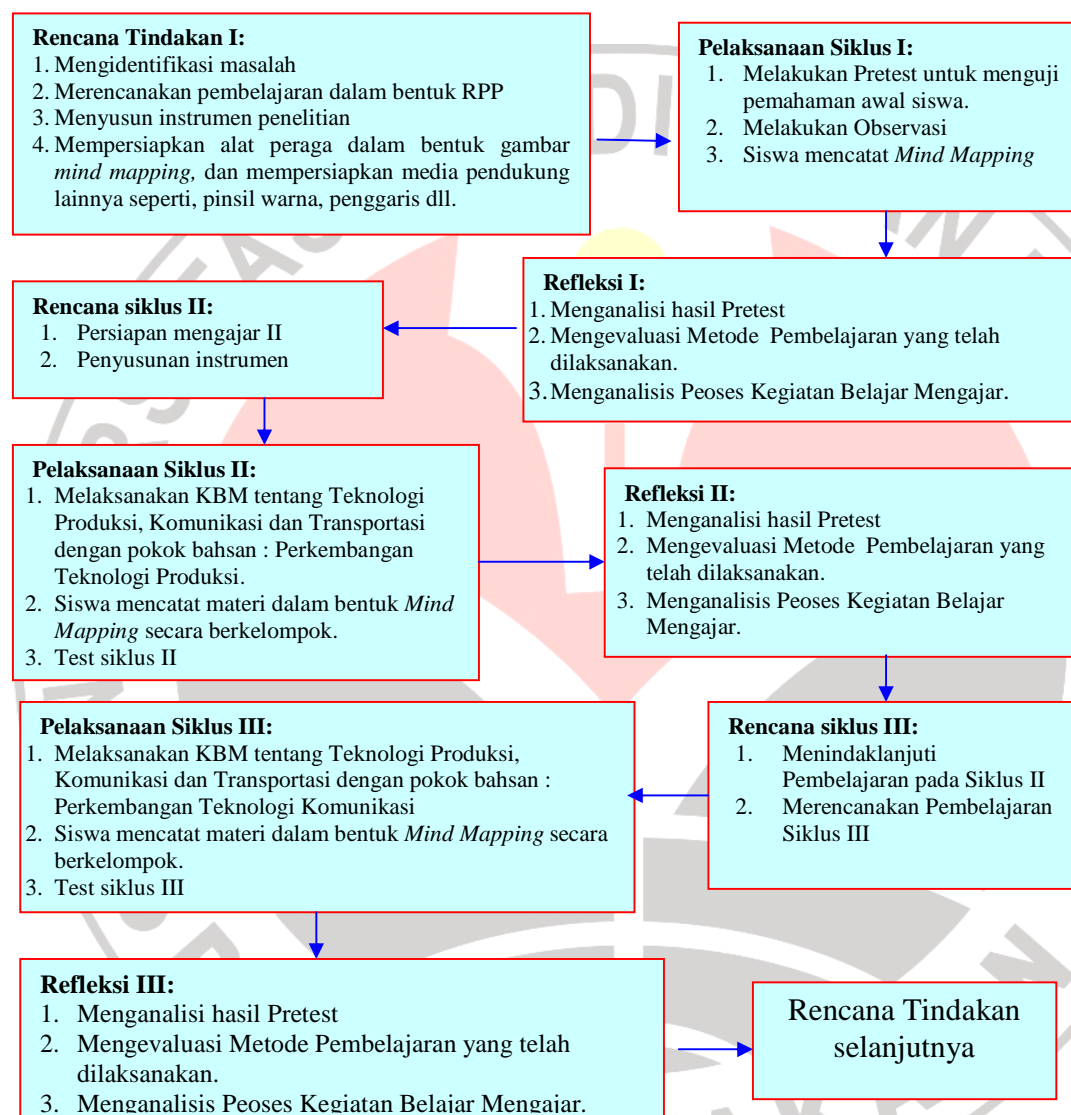 Rencana Tindakan I:
1. Mengidentifikasi masalah
2. Merencanakan pembelajaran dalam bentuk RPP
3. Menyusun instrumen penelitian
4. Mempersiapkan alat peraga dalam bentuk gambar
mind mapping, dan mempersiapkan media pendukung
lainnya seperti, pinsil warna, penggaris dll.
Pelaksanaan Siklus I:
1. Melakukan Pretest untuk menguji
pemahaman awal siswa.
2. Melakukan Observasi
3. Siswa mencatat Mind Mapping
Refleksi I:
1. Menganalisi hasil Pretest
2. Mengevaluasi Metode Pembelajaran yang telah
dilaksanakan.
3. Menganalisis Peoses Kegiatan Belajar Mengajar.
Rencana siklus II:
1. Persiapan mengajar II
2. Penyusunan instrumen
Pelaksanaan Siklus II:
1. Melaksanakan KBM tentang Teknologi
Produksi, Komunikasi dan Transportasi
dengan pokok bahsan : Perkembangan
Teknologi Produksi.
2. Siswa mencatat materi dalam bentuk Mind
Mapping secara berkelompok.
3. Test siklus II
Refleksi II:
1. Menganalisi hasil Pretest
2. Mengevaluasi Metode Pembelajaran yang
telah dilaksanakan.
3. Menganalisis Peoses Kegiatan Belajar
Mengajar.
Rencana siklus III:
1. Menindaklanjuti
Pembelajaran pada Siklus II
2. Merencanakan Pembelajaran
Siklus III
Pelaksanaan Siklus III:
1. Melaksanakan KBM tentang Teknologi Produksi,
Komunikasi dan Transportasi dengan pokok bahsan :
Perkembangan Teknologi Komunikasi
2. Siswa mencatat materi dalam bentuk Mind Mapping secara
berkelompok.
3. Test siklus III
Refleksi III:
1. Menganalisi hasil Pretest
2. Mengevaluasi Metode Pembelajaran yang telah
dilaksanakan.
3. Menganalisis Peoses Kegiatan Belajar Mengajar.
Rencana Tindakan
selanjutnya